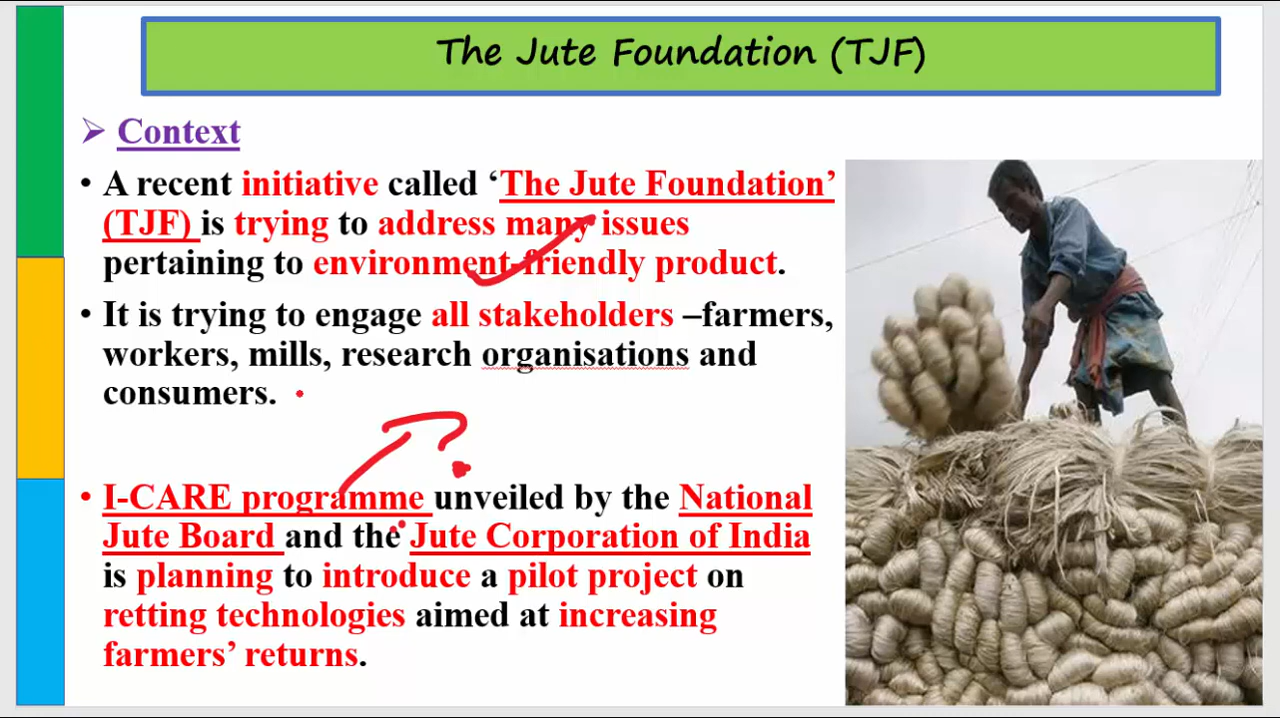 The Jute Foundation (TJF)
➢ Context
• A recent initiative called ‘The Jute Foundation’
(TJF) is trying to address many issues
pertaining to environment-friendly product.
• It is trying to engage all stakeholders –farmers,
workers, mills, research organisations and
consumers.
• I-CARE programme unveiled by the National
Jute Board and the Jute Corporation of India
is planning to introduce a pilot project on
retting technologies aimed at increasing
farmers’ returns.